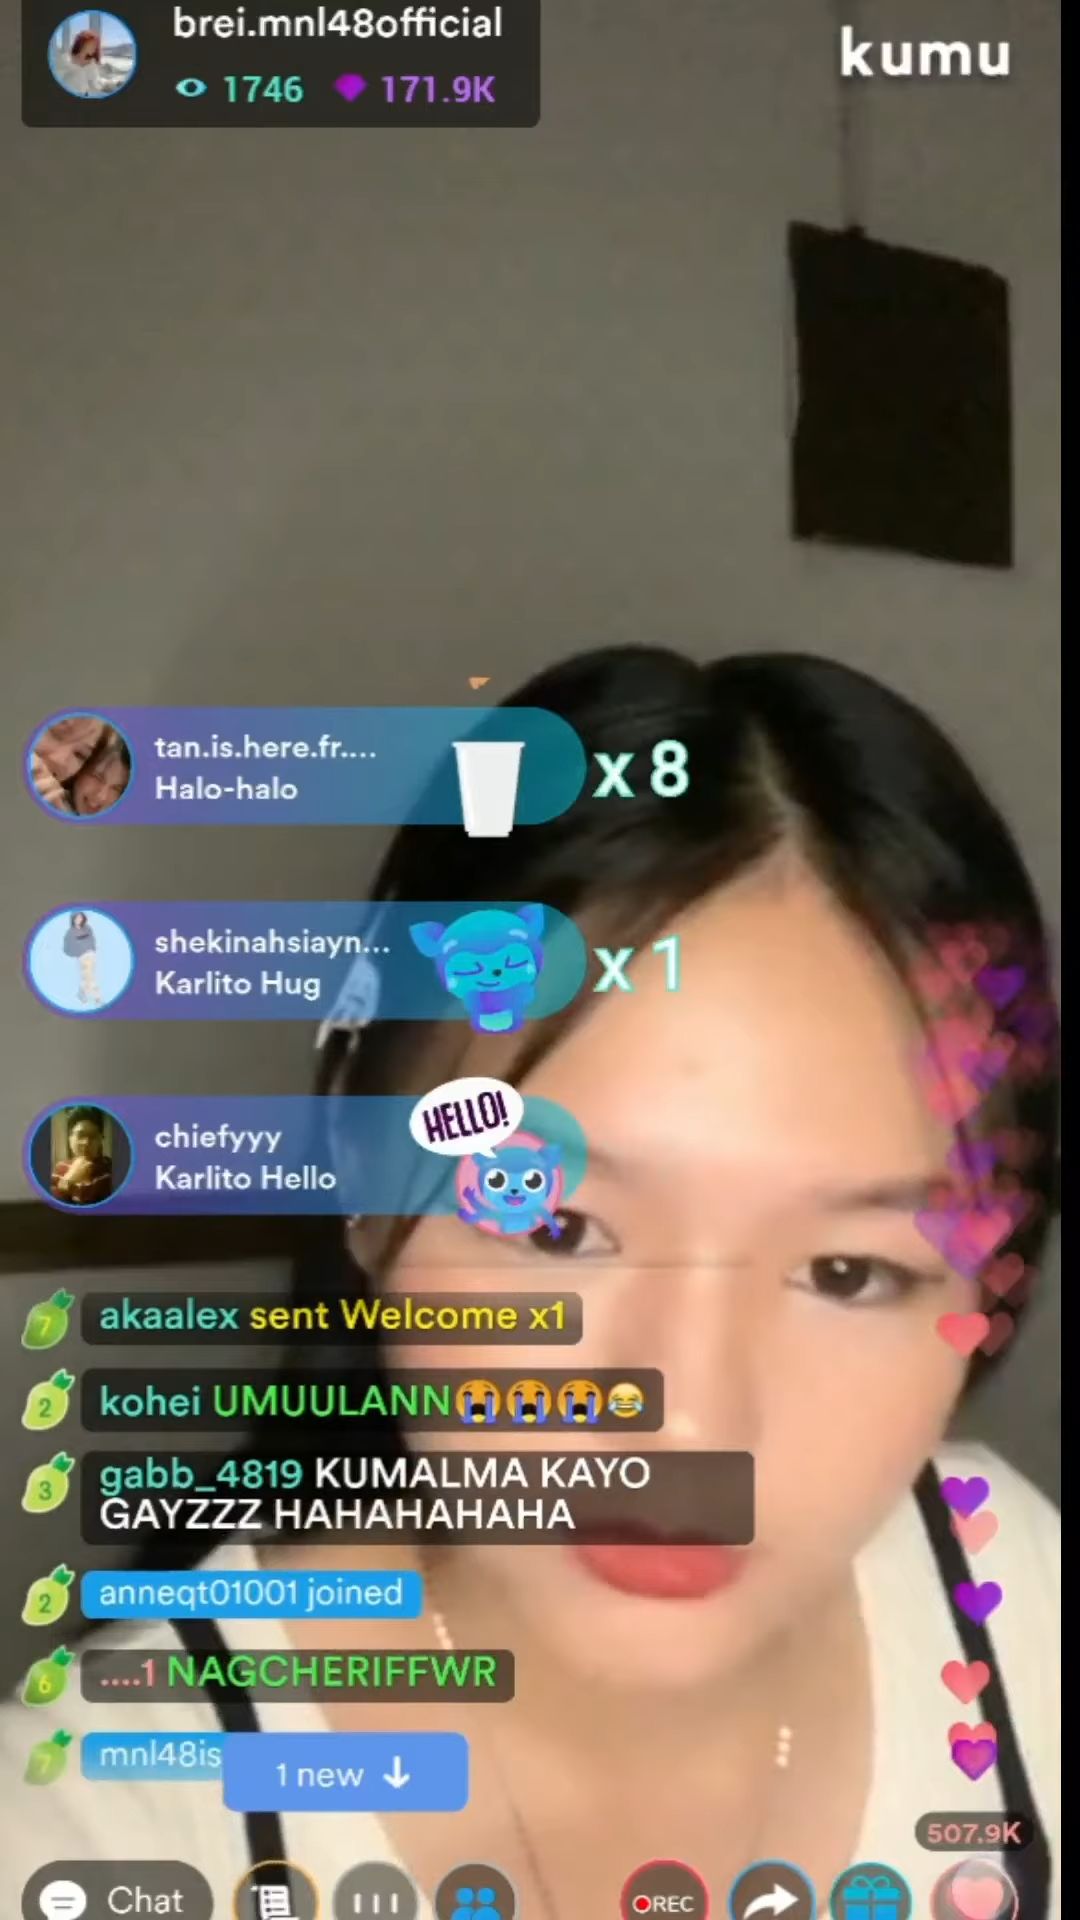 brei.mnl48official
kumu
1746 171.9K
tan.is.here.fr....
Halo-halo
x 8
shekinahsiayn...
Karlito Hug
x 1
HELLO!
chiefyyy
Karlito Hello
7 akaalex sent Welcome x1
2 kohei UMUULANN😭😭😭😂
3 gabb_4819 KUMALMA KAYO
GAYZZZ HAHAHAHAHA
2 anneqt01001 joined
6 ....1 NAGCHERIFFWR
7 mnl48is
1 new ↓
507.9K
Chat
REC